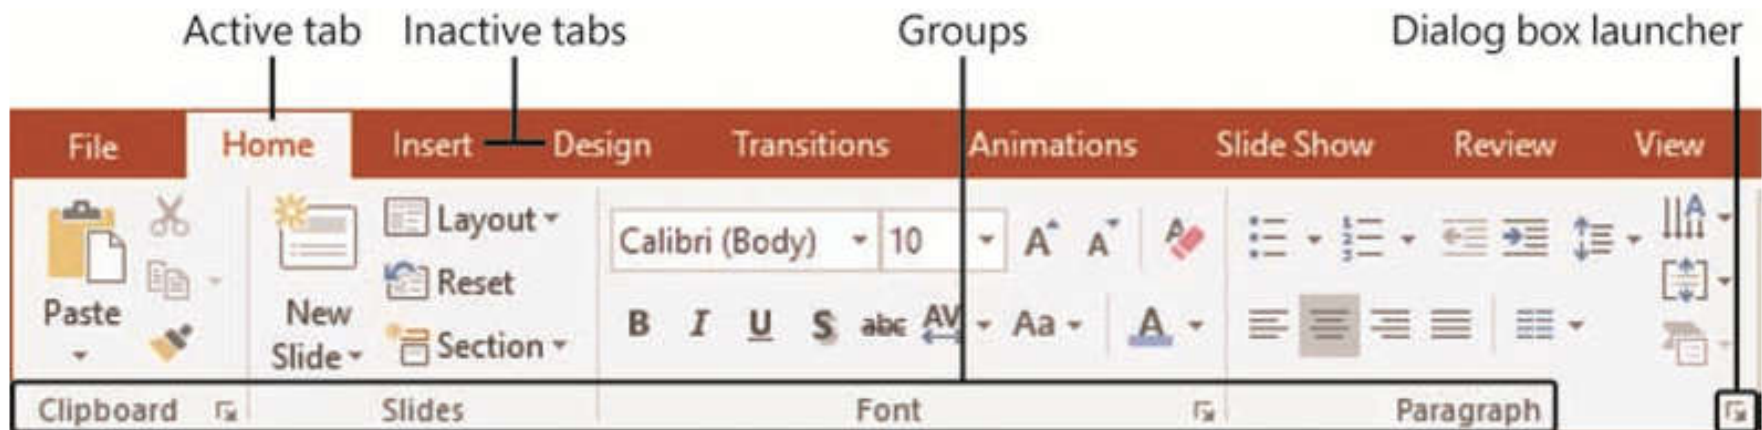 Active tab Inactive tabs Groups Dialog box launcher
File Home Insert Design Transitions Animations Slide Show Review View
Layout
Calibri (Body) 10 A A A A
Reset
Paste New
B I U S abc AV Aa A
Slide Section
Clipboard Slides Font Paragraph